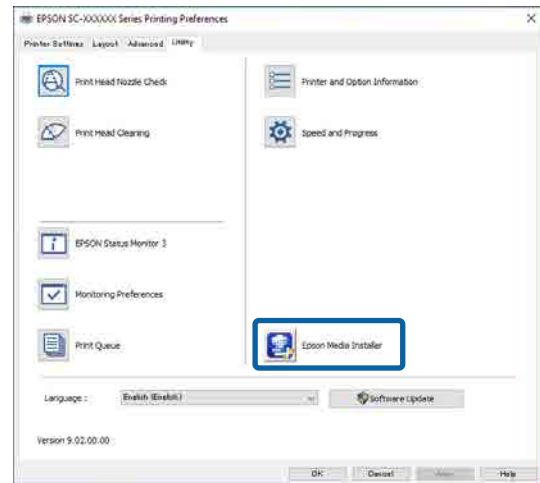 EPSON SC-XXXXXX Series Printing Preferences
Printer Settings Layout Advanced Utility
Print Head Nozzle Check
Printer and Option Information
Print Head Cleaning
Speed and Progress
EPSON Status Monitor 3
Monitoring Preferences
Print Queue
Epson Media Installer
Language :
English (English)
Software Update
Version 9.02.00.00
OK Cancel Help